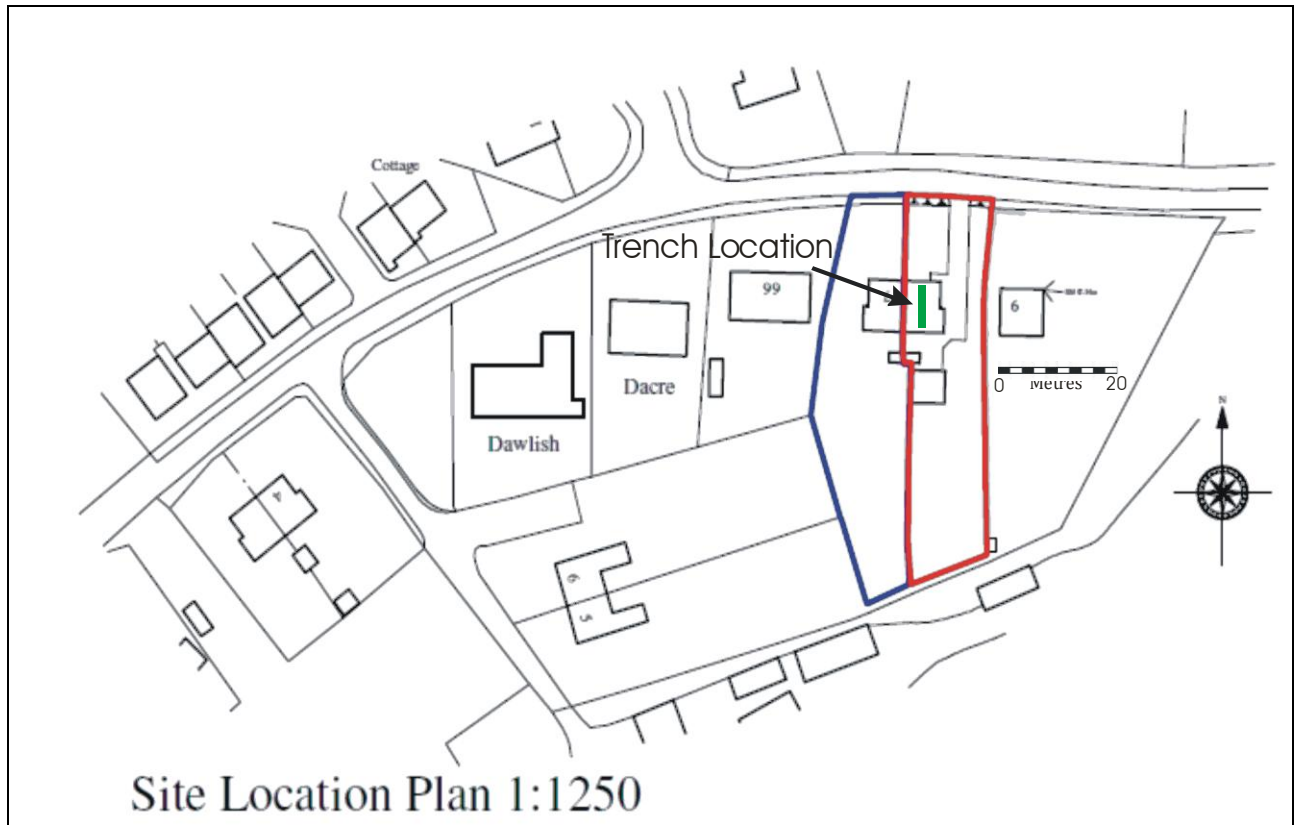 Cottage
Trench Location
99
6
Dacre
0 Metres 20
Dawlish
N
4
6
5
Site Location Plan 1:1250